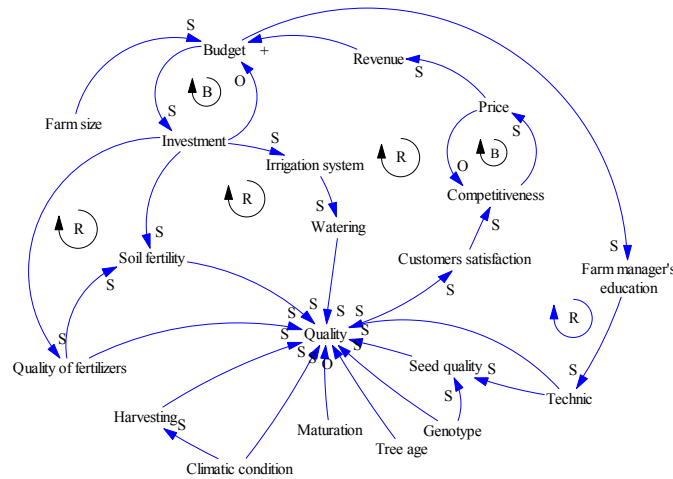 S
S
Budget +
Revenue
S
O
B
S
Price
S
Farm size
S
Investment
S
R
B
O
Irrigation system
R
S
Competitiveness
Watering
S
R
S
S
Soil fertility
Customers satisfaction
S
Farm manager's
education
S
S
S
S
S
S
R
S
Quality
S
S
S
S
S
O
Quality of fertilizers
Seed quality
S
S
S
Technic
Harvesting
S
Maturation
Genotype
Tree age
Climatic condition